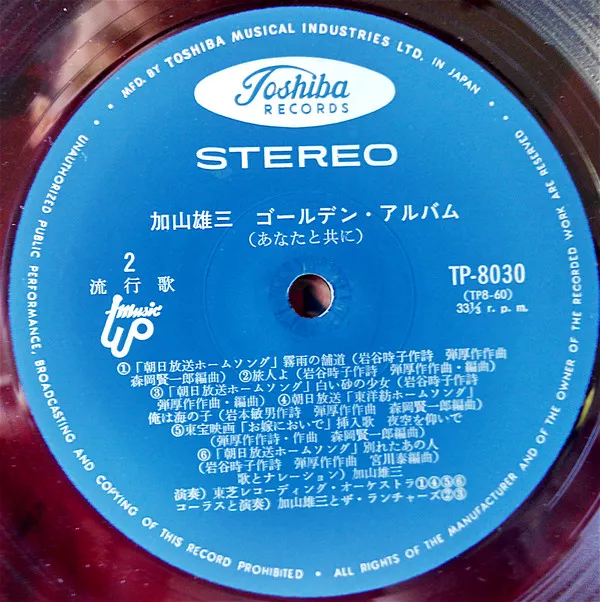 MFD. BY TOSHIBA MUSICAL INDUSTRIES LTD. IN JAPAN •
Toshiba
RECORDS
STEREO
加山雄三 ゴールデン・アルバム
(あなたと共に)
2
流行歌
music
TP-8030
(TP8-60)
33⅓ r. p. m.
①「朝日放送ホームソング」霧雨の舗道(岩谷時子作詩 弾厚作作曲
森岡賢一郎編曲) ②旅人よ(岩谷時子作詩 弾厚作作曲・編曲)
③「朝日放送ホームソング」白い砂の少女(岩谷時子作詩
弾厚作作曲・編曲) ④朝日放送「東洋紡ホームソング」
俺は海の子(岩本敏男作詩 弾厚作作曲 森岡賢一郎編曲)
⑤東宝映画「お嫁においで」挿入歌 夜空を仰いで
(弾厚作作詩・作曲 森岡賢一郎編曲)
⑥「朝日放送ホームソング」別れたあの人
(岩谷時子作詩 弾厚作作曲 宮川泰編曲)
歌とナレーション)加山雄三
演奏)東芝レコーディング・オーケストラ①④⑤⑥
コーラスと演奏)加山雄三とザ・ランチャーズ②③
UNAUTHORIZED PUBLIC PERFORMANCE, BROADCASTING AND COPYING OF THIS RECORD PROHIBITED • ALL RIGHTS OF THE MANUFACTURER AND OF THE OWNER OF THE RECORDED WORK ARE RESERVED